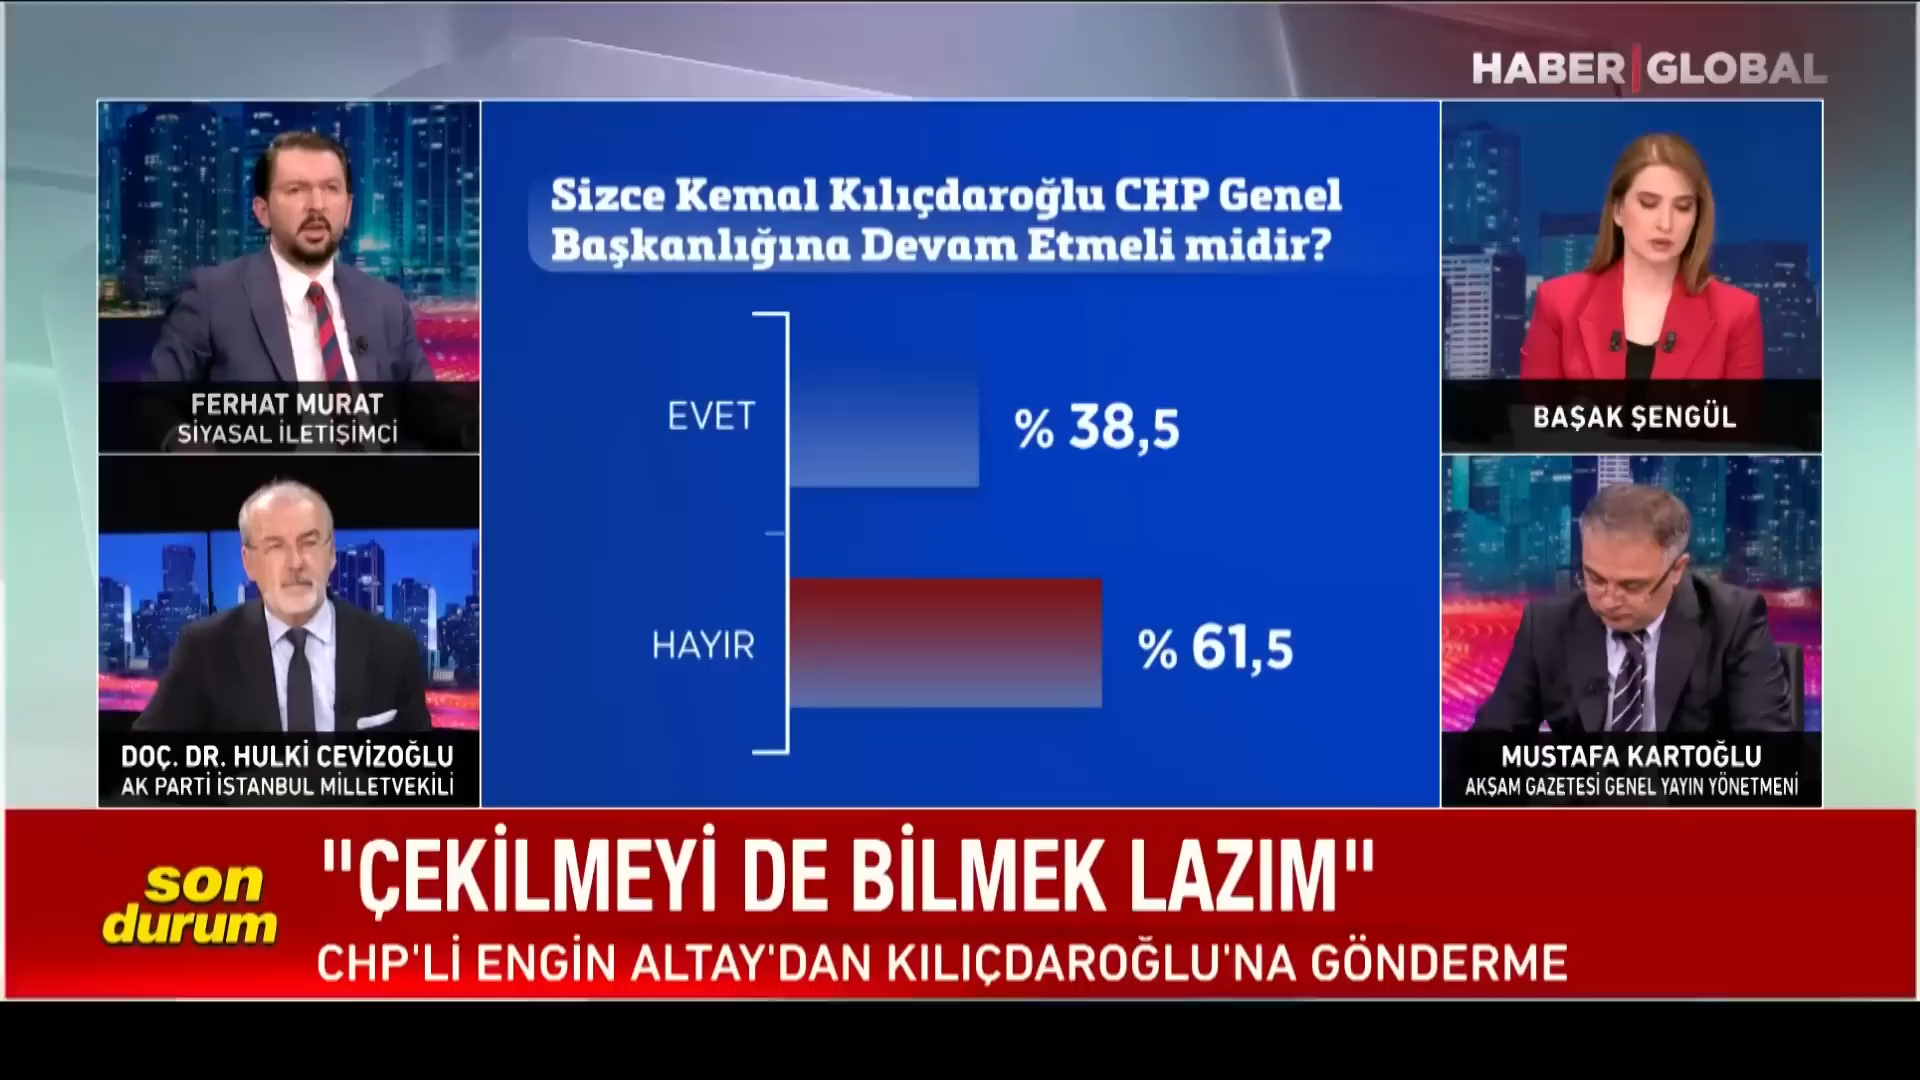 HABER|GLOBAL
Sizce Kemal Kılıçdaroğlu CHP Genel
Başkanlığına Devam Etmeli midir?
EVET
% 38,5
HAYIR
% 61,5
FERHAT MURAT
SİYASAL İLETİŞİMCİ
BAŞAK ŞENGÜL
DOÇ. DR. HULKİ CEVİZOĞLU
AK PARTİ İSTANBUL MİLLETVEKİLİ
MUSTAFA KARTOĞLU
AKŞAM GAZETESİ GENEL YAYIN YÖNETMENİ
son
durum
"ÇEKİLMEYİ DE BİLMEK LAZIM"
CHP'Lİ ENGİN ALTAY'DAN KILIÇDAROĞLU'NA GÖNDERME